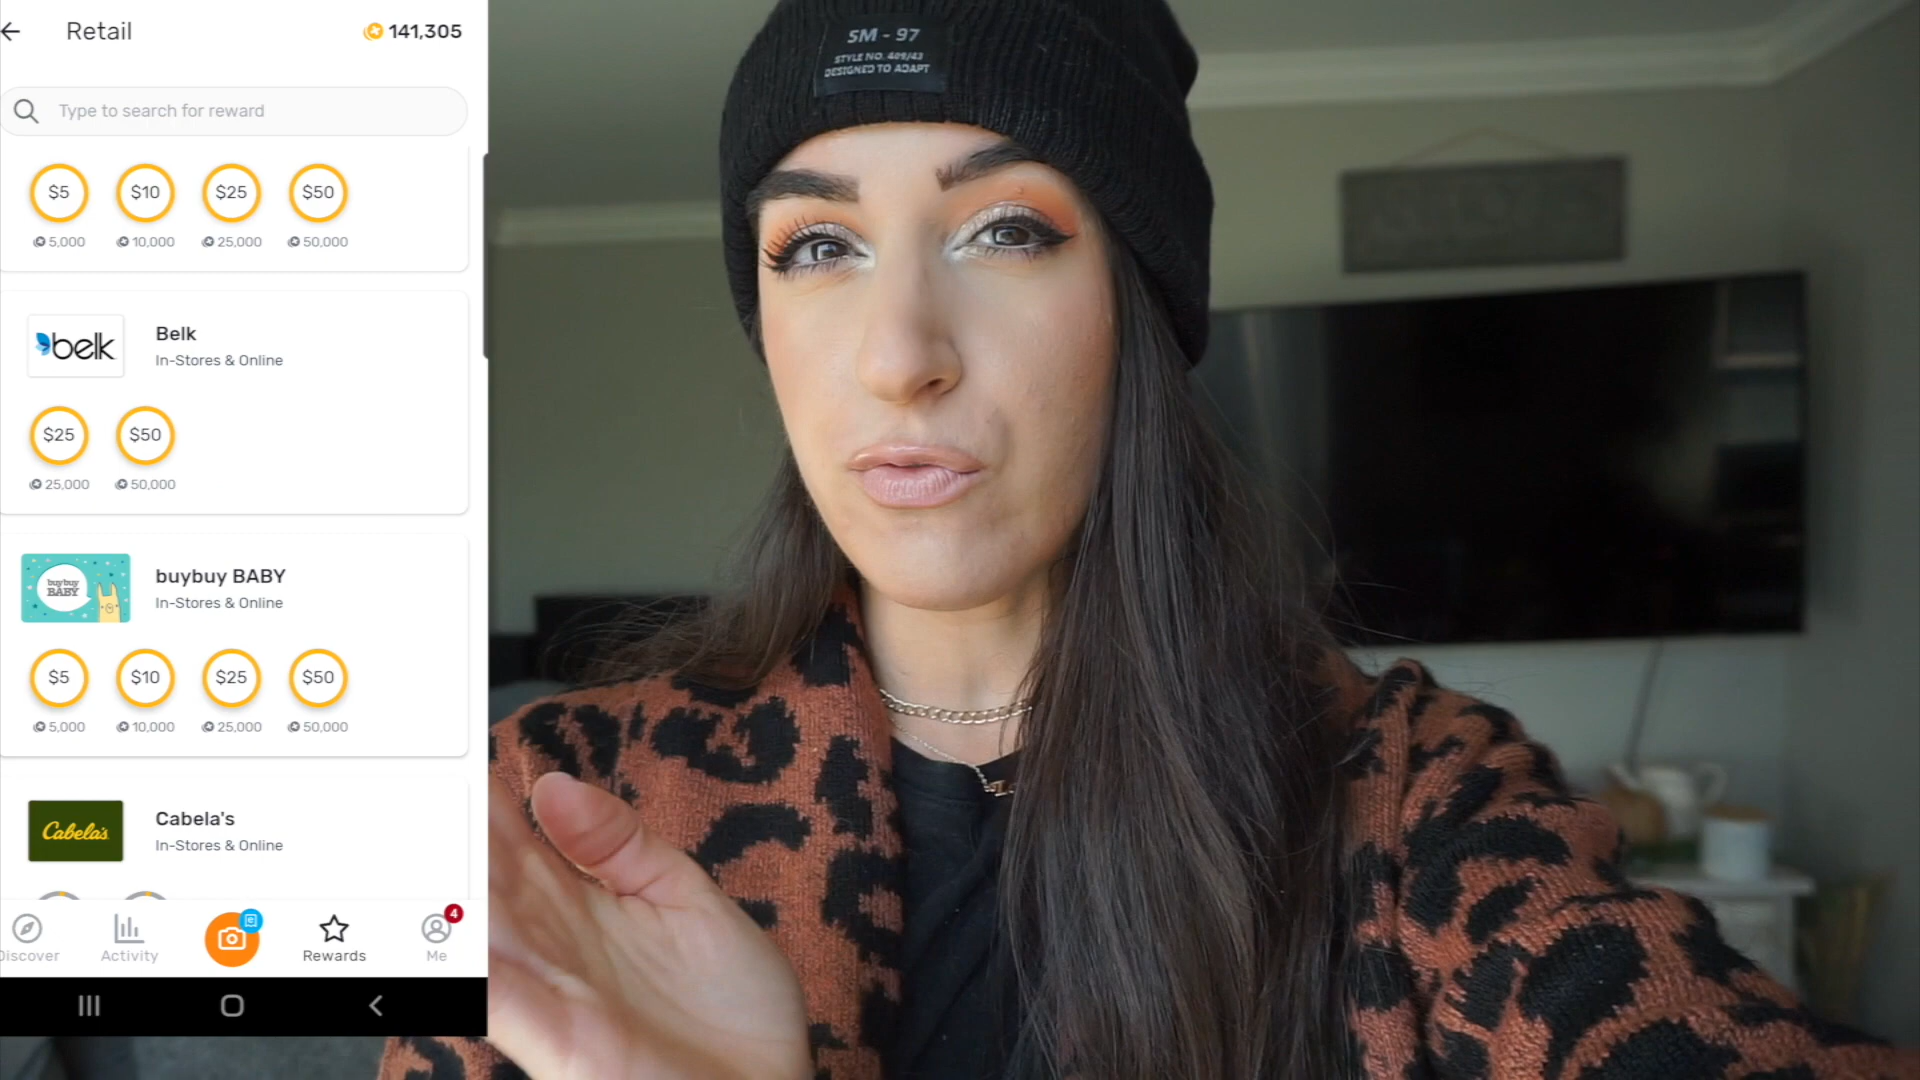 Retail
141,305
Type to search for reward
$5 $10 $25 $50
5,000 10,000 25,000 50,000
belk
Belk
In-Stores & Online
$25 $50
25,000 50,000
buybuy
BABY
buybuy BABY
In-Stores & Online
$5 $10 $25 $50
5,000 10,000 25,000 50,000
Cabela's
Cabela's
In-Stores & Online
4
Discover Activity Rewards Me
SM - 97
STYLE NO. 409/43
DESIGNED TO ADAPT